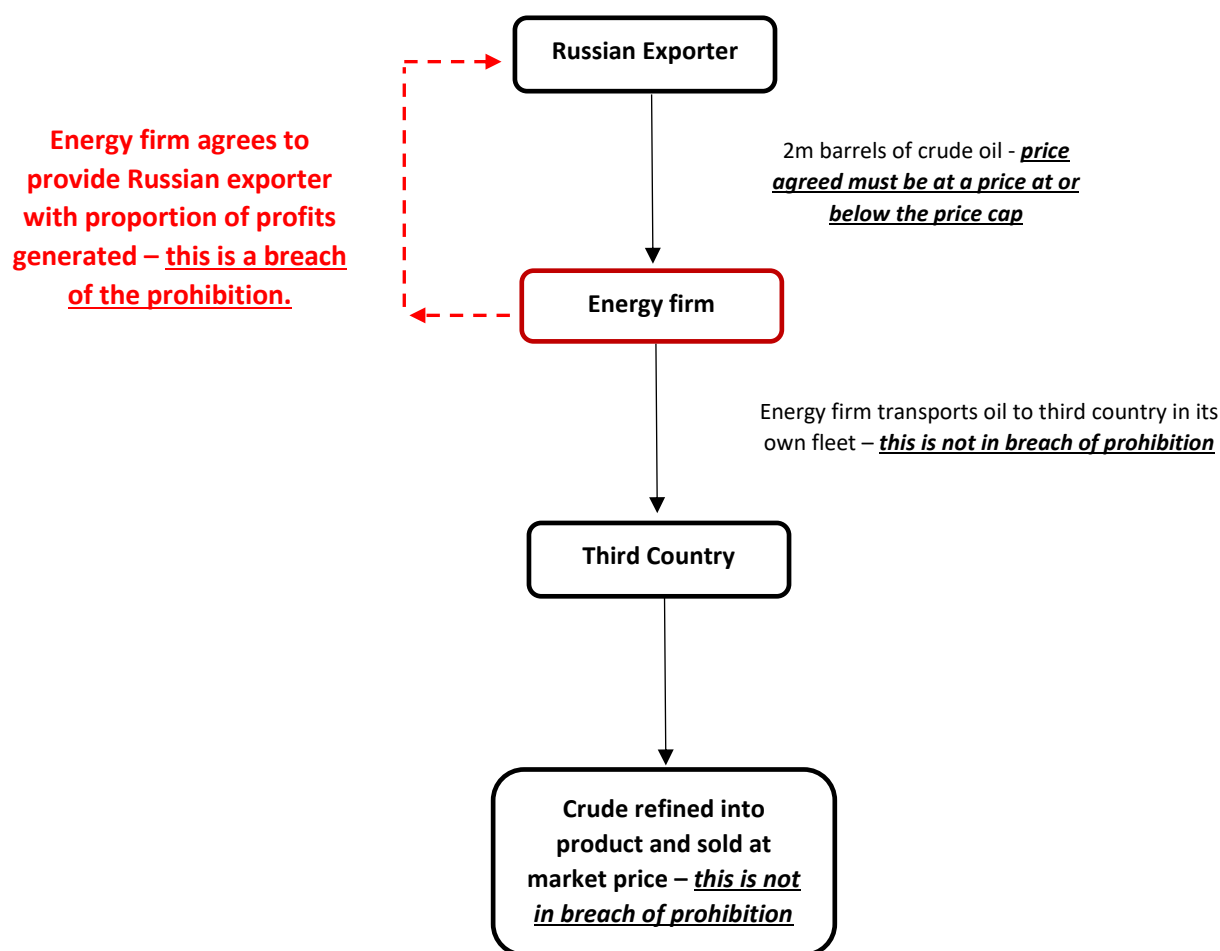 Russian Exporter
Energy firm agrees to
provide Russian exporter
with proportion of profits
generated – this is a breach
of the prohibition.
2m barrels of crude oil - price
agreed must be at a price at or
below the price cap
Energy firm
Energy firm transports oil to third country in its
own fleet – this is not in breach of prohibition
Third Country
Crude refined into
product and sold at
market price – this is not
in breach of prohibition